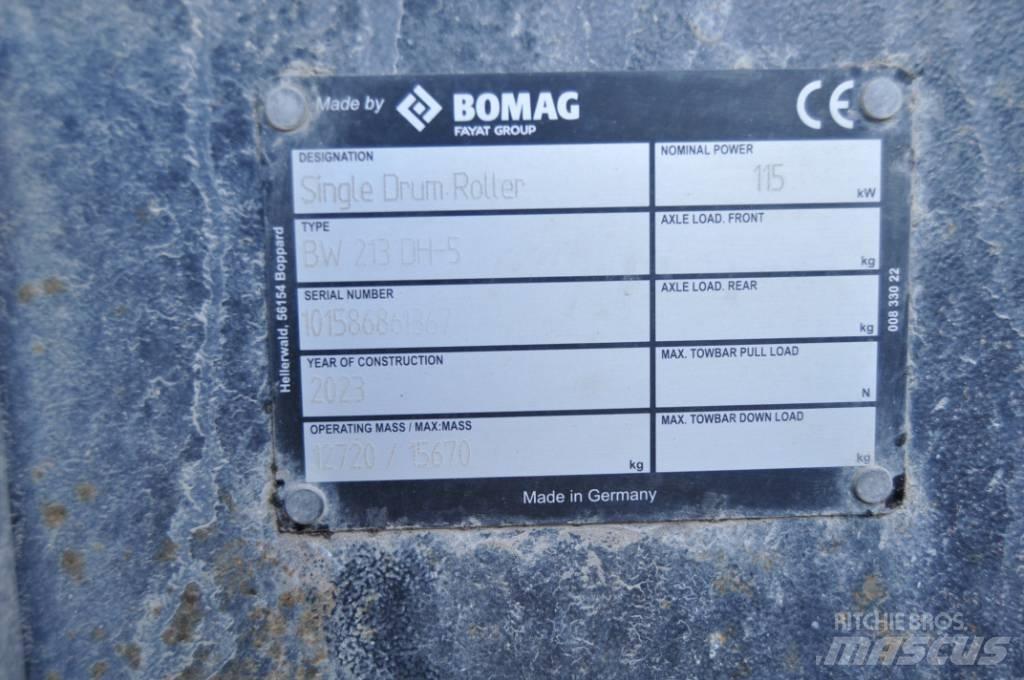 Made by BOMAG
FAYAT GROUP
CE
DESIGNATION
Single Drum Roller
NOMINAL POWER
115 kW
TYPE
BW 213 DH-5
AXLE LOAD. FRONT
kg
SERIAL NUMBER
AXLE LOAD. REAR
kg
YEAR OF CONSTRUCTION
2023
MAX. TOWBAR PULL LOAD
N
OPERATING MASS / MAX:MASS
12720 / 15670 kg
MAX. TOWBAR DOWN LOAD
kg
Made in Germany
Hellerwald, 56154 Boppard
008 330 22
RITCHIE BROS.
MASCUS